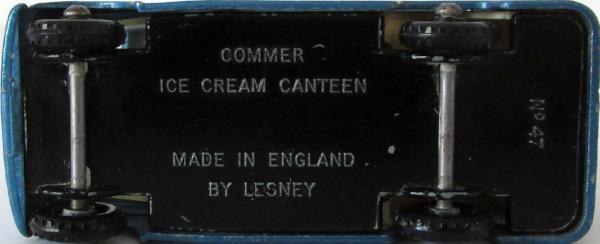 COMMER
ICE CREAM CANTEEN
MADE IN ENGLAND
BY LESNEY
No 47